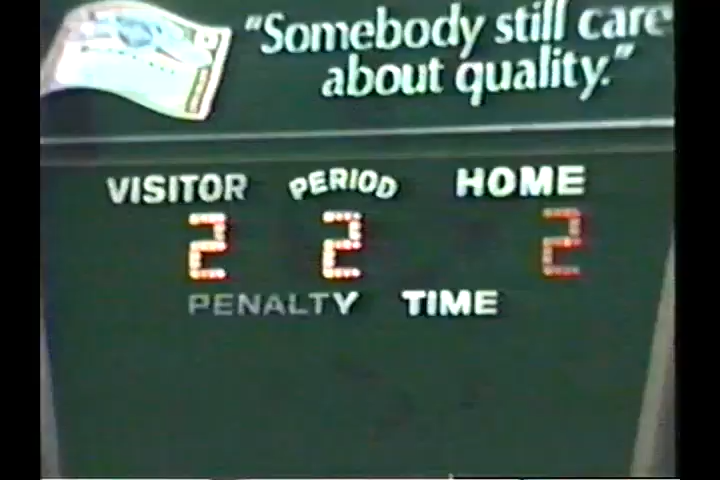 "Somebody still care
about quality."
VISITOR PERIOD HOME
2 2 2
PENALTY TIME